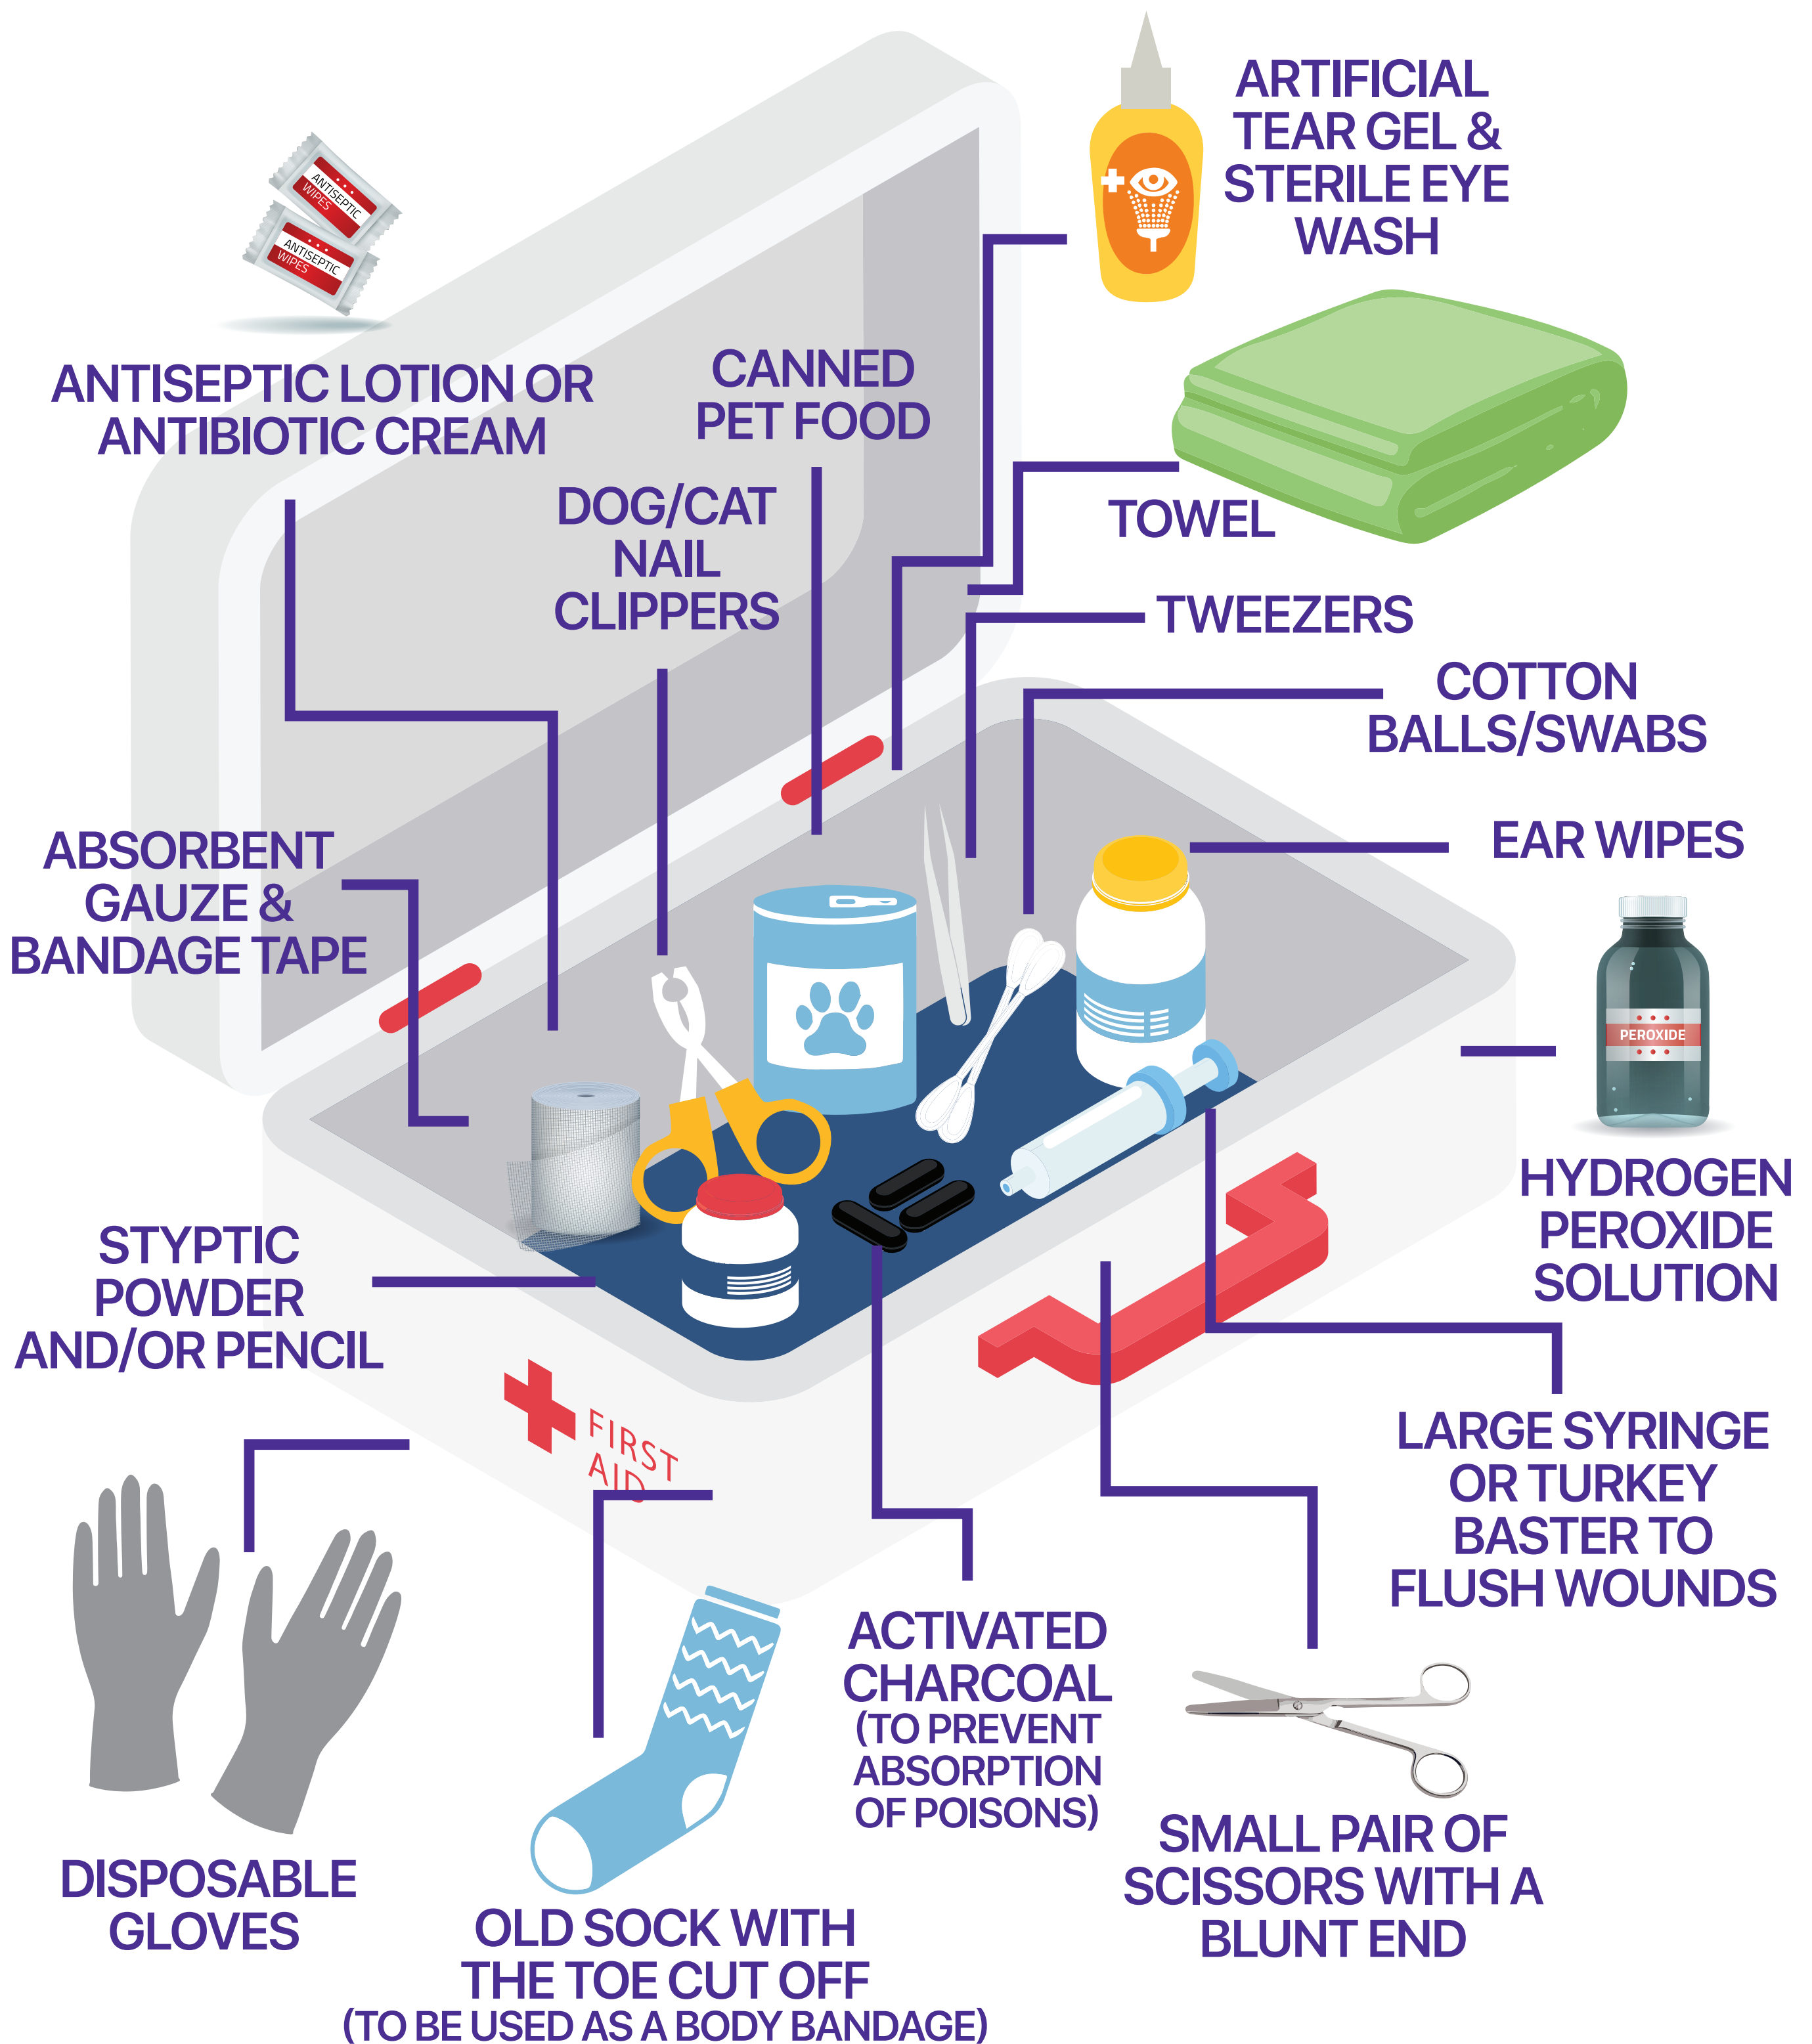 ARTIFICIAL
TEAR GEL &
STERILE EYE
WASH
ANTISEPTIC
WIPES
ANTISEPTIC
WIPES
ANTISEPTIC LOTION OR
ANTIBIOTIC CREAM
CANNED
PET FOOD
DOG/CAT
NAIL
CLIPPERS
TOWEL
TWEEZERS
COTTON
BALLS/SWABS
EAR WIPES
ABSORBENT
GAUZE &
BANDAGE TAPE
PEROXIDE
HYDROGEN
PEROXIDE
SOLUTION
STYPTIC
POWDER
AND/OR PENCIL
FIRST
AID
LARGE SYRINGE
OR TURKEY
BASTER TO
FLUSH WOUNDS
ACTIVATED
CHARCOAL
(TO PREVENT
ABSORPTION
OF POISONS)
SMALL PAIR OF
SCISSORS WITH A
BLUNT END
DISPOSABLE
GLOVES
OLD SOCK WITH
THE TOE CUT OFF
(TO BE USED AS A BODY BANDAGE)